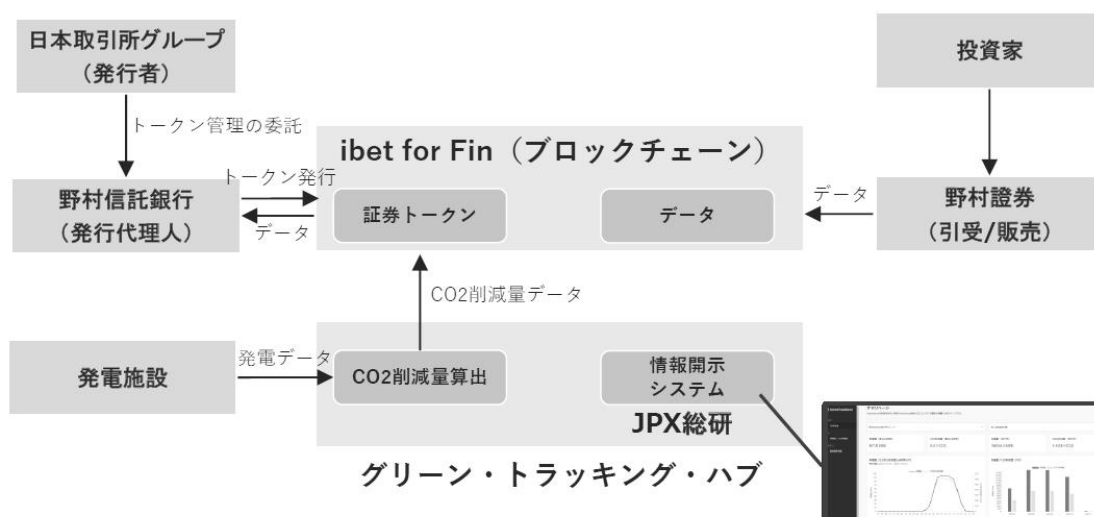 日本取引所グループ
（発行者）
投資家
トークン管理の委託
ibet for Fin（ブロックチェーン）
トークン発行
野村信託銀行
（発行代理人）
データ
証券トークン
データ
データ
野村證券
（引受/販売）
CO2削減量データ
発電施設
発電データ
CO2削減量算出
情報開示
システム
JPX総研
グリーン・トラッキング・ハブ